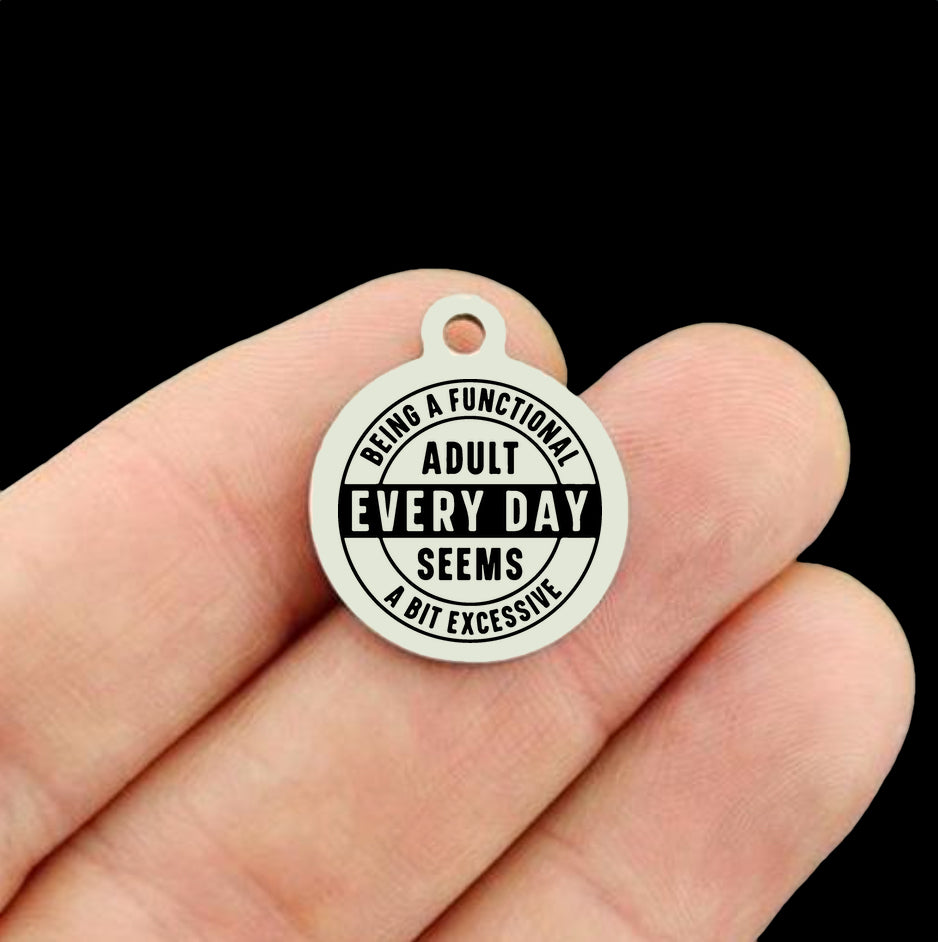 BEING A FUNCTIONAL
ADULT
EVERY DAY
SEEMS
A BIT EXCESSIVE